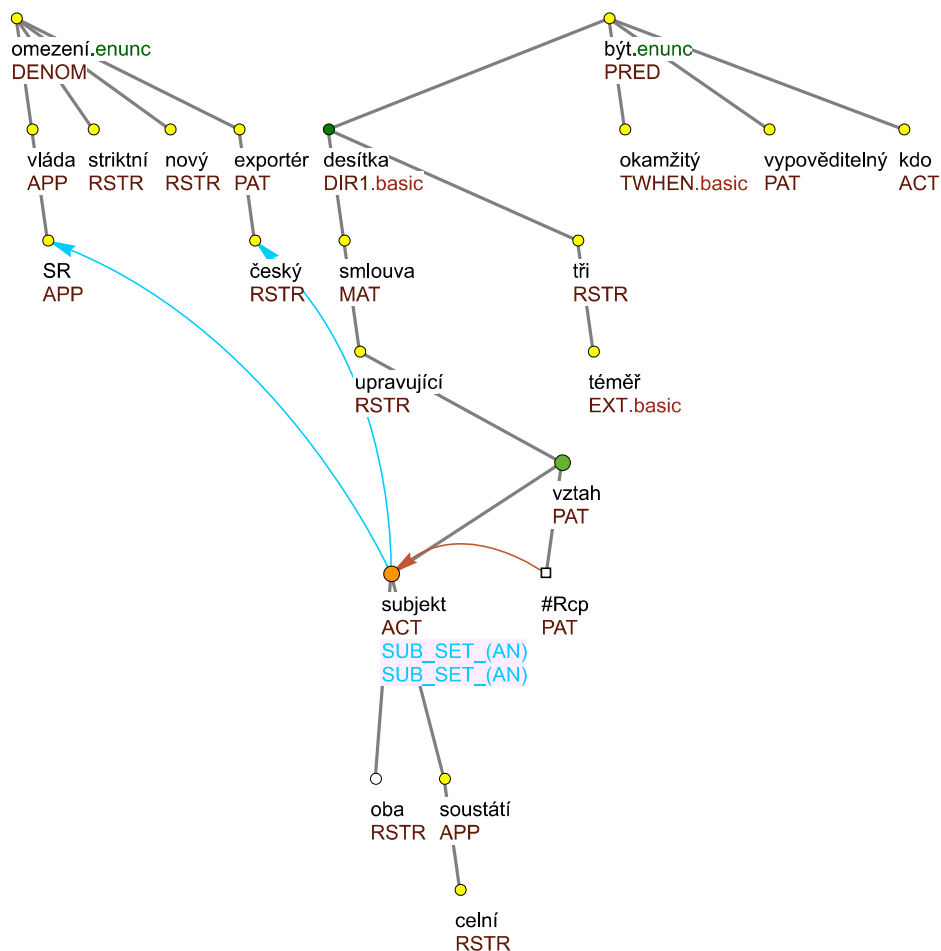 omezení.enunc
DENOM
být.enunc
PRED
vláda
APP
striktní
RSTR
nový
RSTR
exportér
PAT
desítka
DIR1.basic
okamžitý
TWHEN.basic
vypověditelný
PAT
kdo
ACT
SR
APP
český
RSTR
smlouva
MAT
tři
RSTR
upravující
RSTR
téměř
EXT.basic
vztah
PAT
subjekt
ACT
SUB_SET_(AN)
SUB_SET_(AN)
#Rcp
PAT
oba
RSTR
soustátí
APP
celní
RSTR